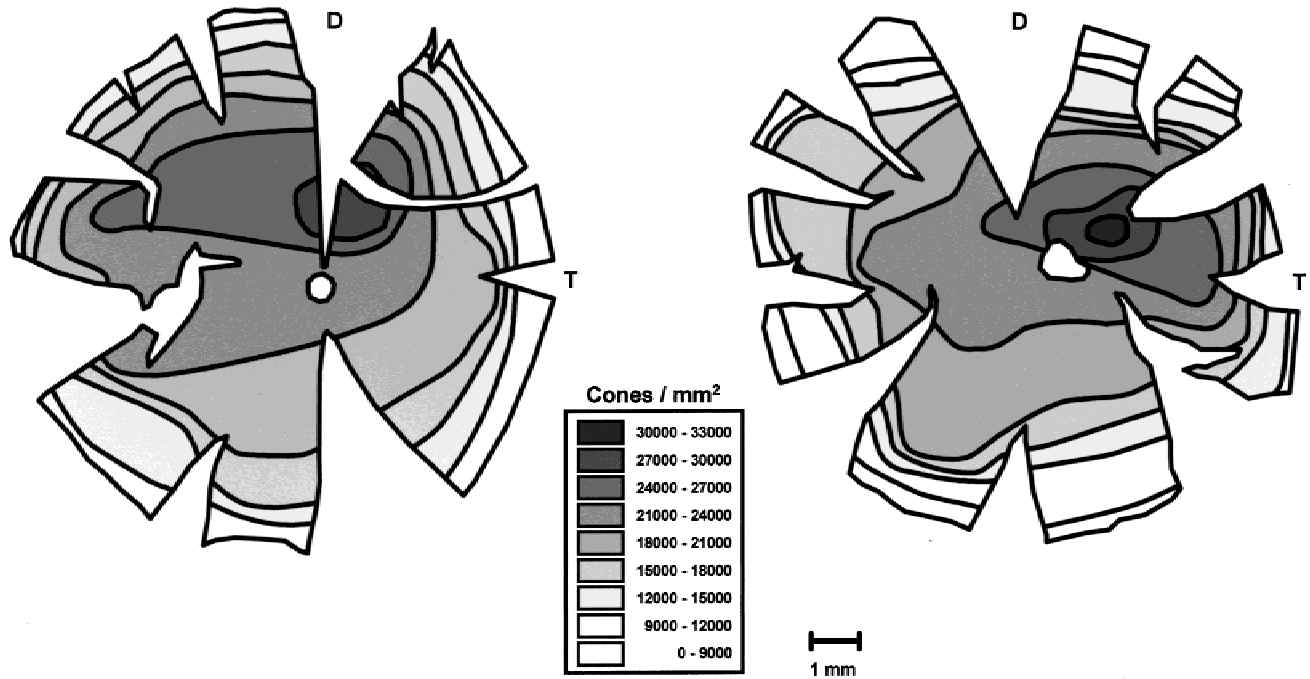 D
D
T
T
Cones / mm²
30000 - 33000
27000 - 30000
24000 - 27000
21000 - 24000
18000 - 21000
15000 - 18000
12000 - 15000
9000 - 12000
0 - 9000
1 mm